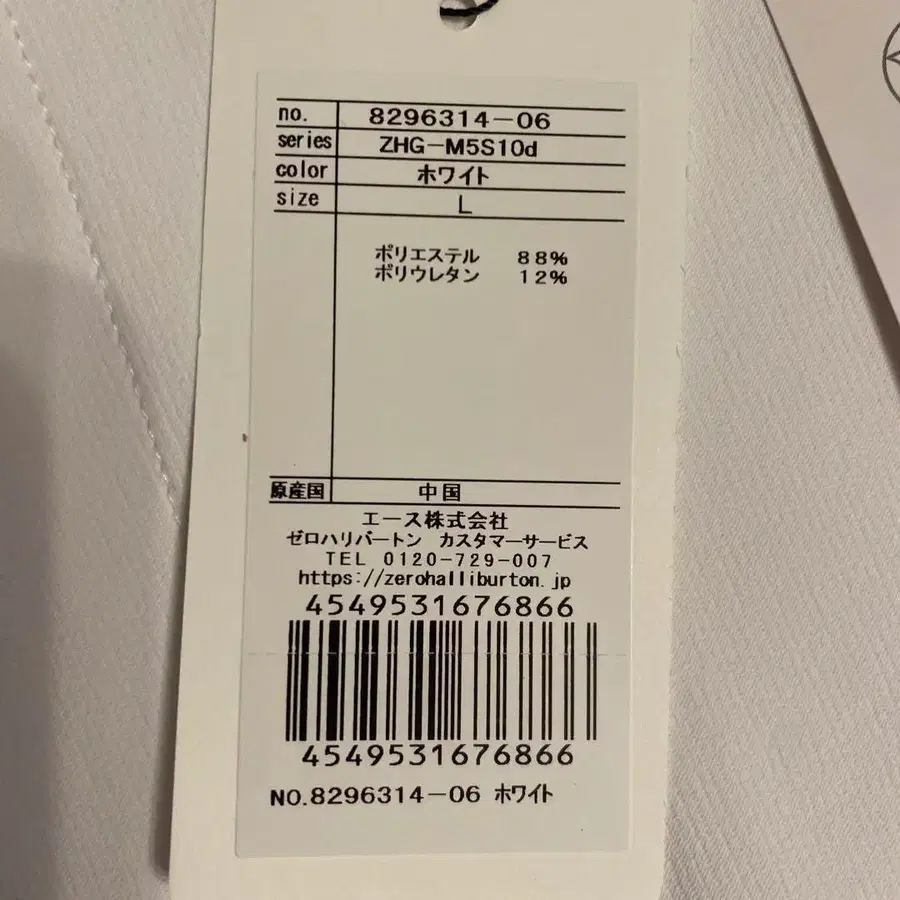 no. 8296314-06
series ZHG-M5S10d
color ホワイト
size L
ポリエステル 88%
ポリウレタン 12%
原産国 中国
エース株式会社
ゼロハリバートン カスタマーサービス
TEL 0120-729-007
https://zerohalliburton.jp
4549531676866
4549531676866
NO.8296314-06 ホワイト